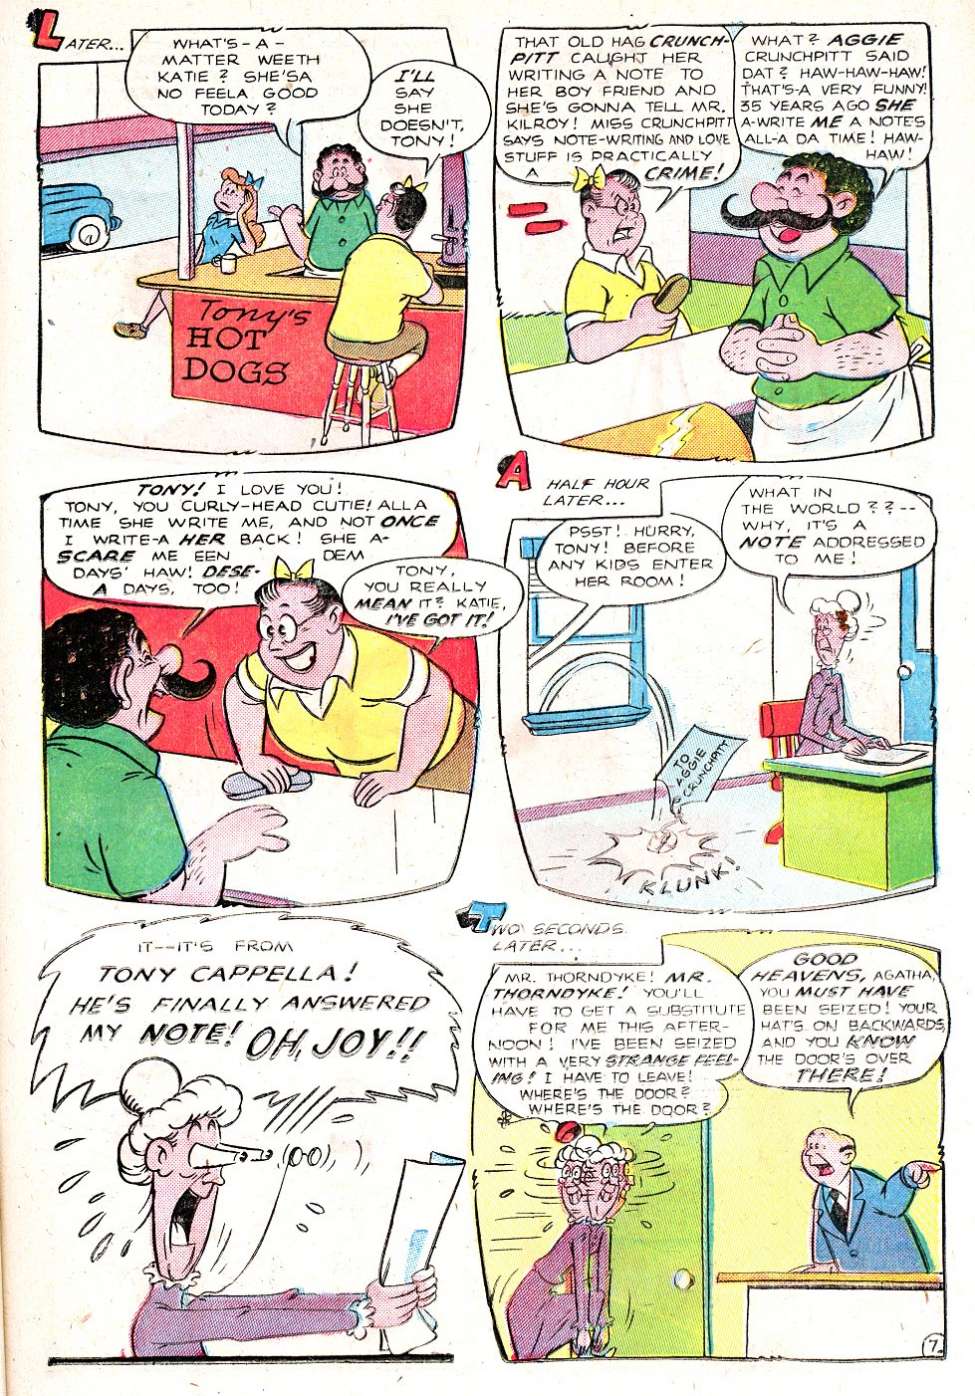 LATER...
WHAT'S-A-
MATTER WEETH
KATIE? SHE'SA
NO FEELA GOOD
TODAY?
I'LL
SAY
SHE
DOESN'T,
TONY!
Tony's
HOT
DOGS
THAT OLD HAG CRUNCH-
PITT CAUGHT HER
WRITING A NOTE TO
HER BOY FRIEND AND
SHE'S GONNA TELL MR.
KILROY! MISS CRUNCHPITT
SAYS NOTE-WRITING AND LOVE
STUFF IS PRACTICALLY
A CRIME!
WHAT? AGGIE
CRUNCHPITT SAID
DAT? HAW-HAW-HAW!
THAT'S-A VERY FUNNY!
35 YEARS AGO SHE
A-WRITE ME A NOTES
ALL-A DA TIME! HAW-
HAW!
TONY! I LOVE YOU!
TONY, YOU CURLY-HEAD CUTIE! ALLA
TIME SHE WRITE ME, AND NOT ONCE
I WRITE-A HER BACK! SHE A-
SCARE ME EEN DEM
DAYS' HAW! DESE-
A DAYS, TOO!
TONY,
YOU REALLY
MEAN IT? KATIE,
I'VE GOT IT!
A HALF HOUR
LATER...
PSST! HURRY,
TONY! BEFORE
ANY KIDS ENTER
HER ROOM!
WHAT IN
THE WORLD??--
WHY, IT'S A
NOTE ADDRESSED
TO ME!
TO
AGGIE
CRUNCHPITT
KLUNK!
IT--IT'S FROM
TONY CAPPELLA!
HE'S FINALLY ANSWERED
MY NOTE! OH, JOY!!
TWO SECONDS
LATER...
MR. THORNDYKE! MR.
THORNDYKE! YOU'LL
HAVE TO GET A SUBSTITUTE
FOR ME THIS AFTER-
NOON! I'VE BEEN SEIZED
WITH A VERY STRANGE FEEL-
ING! I HAVE TO LEAVE!
WHERE'S THE DOOR?
WHERE'S THE DOOR?
GOOD
HEAVENS, AGATHA,
YOU MUST HAVE
BEEN SEIZED! YOUR
HAT'S ON BACKWARDS,
AND YOU KNOW
THE DOOR'S OVER
THERE!
7